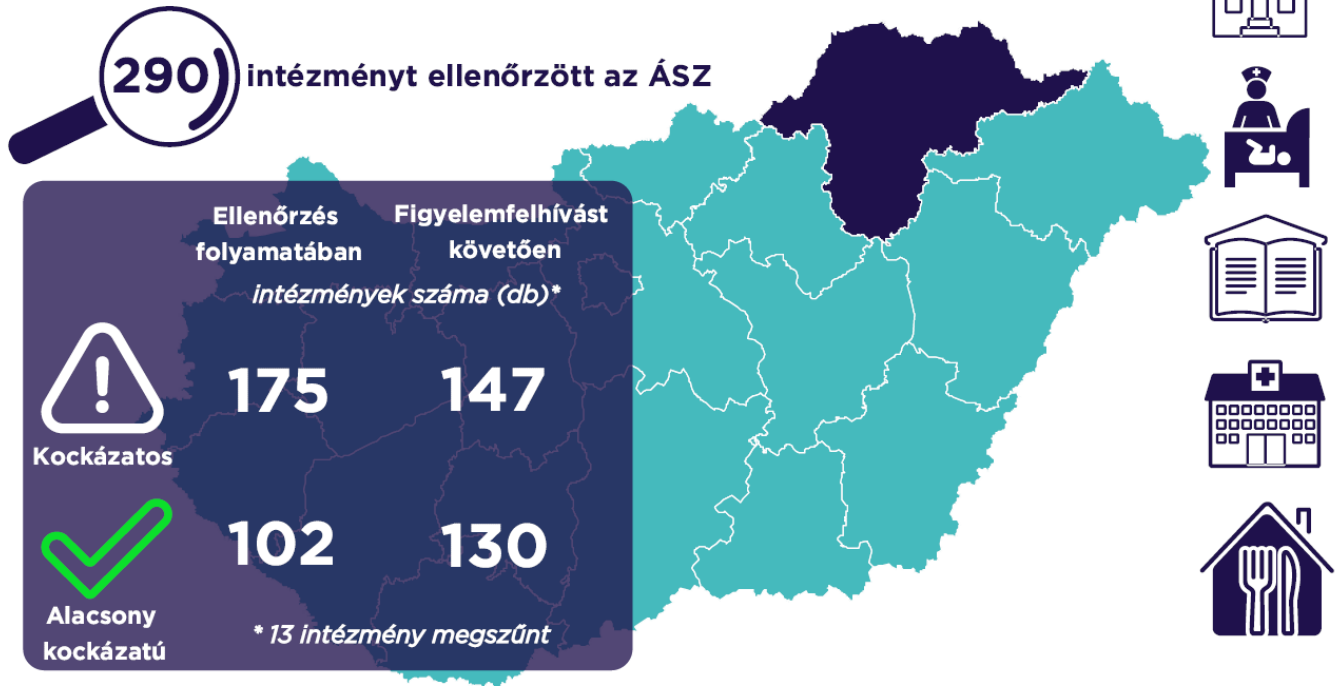 290 intézményt ellenőrzött az ÁSZ
Ellenőrzés
folyamatában
Figyelemfelhívást
követően
intézmények száma (db)*
175 147
Kockázatos
102 130
Alacsony
kockázatú
* 13 intézmény megszűnt